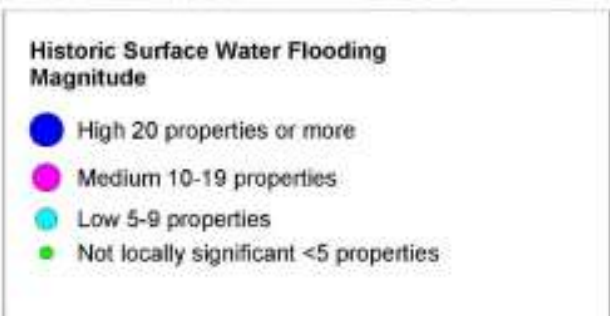 Historic Surface Water Flooding
Magnitude
High 20 properties or more
Medium 10-19 properties
Low 5-9 properties
Not locally significant <5 properties